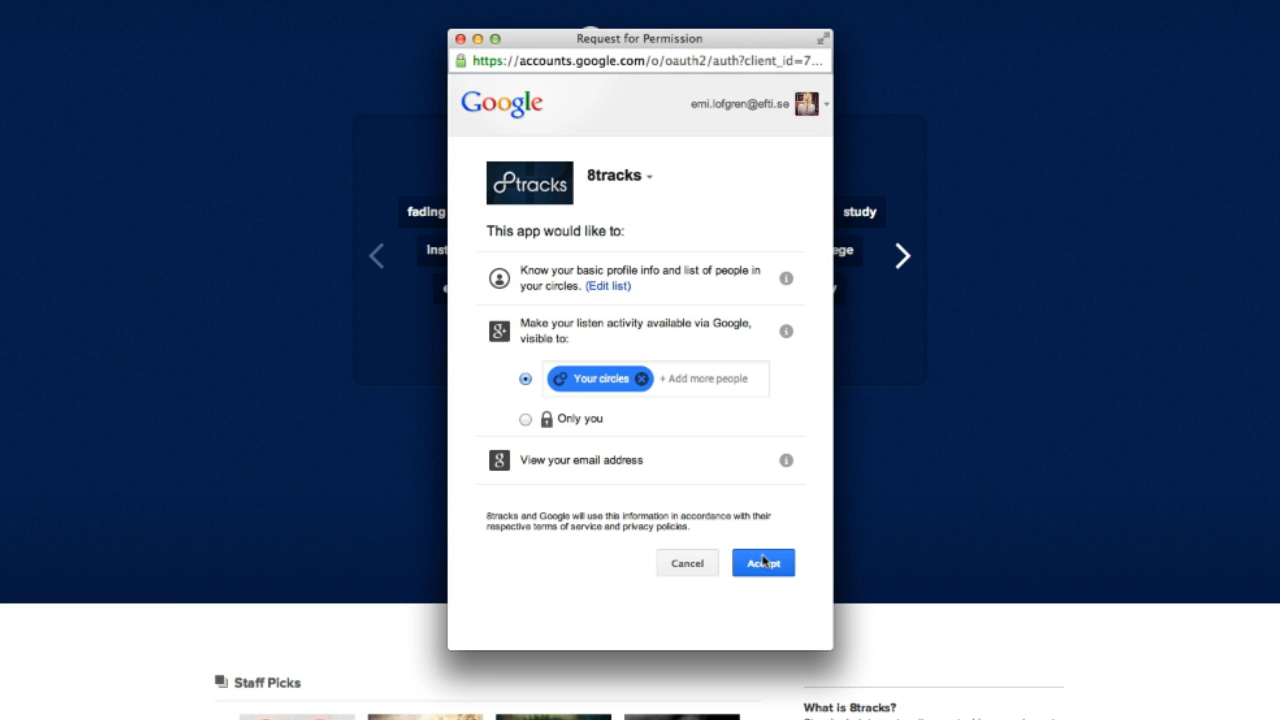 Request for Permission
https://accounts.google.com/o/oauth2/auth?client_id=7...
Google
emi.lofgren@efti.se
8tracks
8tracks
This app would like to:
Know your basic profile info and list of people in
your circles. (Edit list)
Make your listen activity available via Google,
visible to:
Your circles
+ Add more people
Only you
View your email address
8tracks and Google will use this information in accordance with their
respective terms of service and privacy policies.
Cancel
Accept
fading
study
Staff Picks
What is 8tracks?